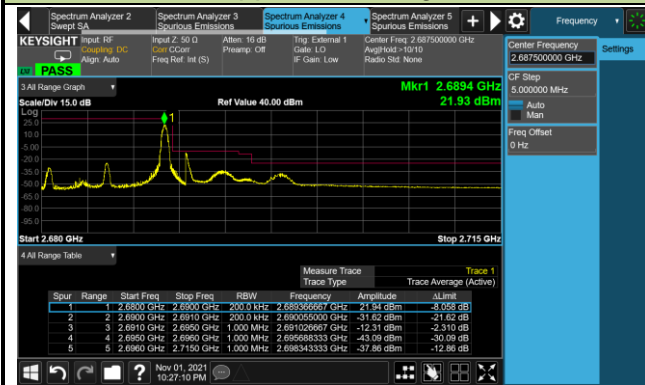 Spectrum Analyzer 2
Swept SA
Spectrum Analyzer 3
Spurious Emissions
Spectrum Analyzer 4
Spurious Emissions
Spectrum Analyzer 5
Spurious Emissions
Frequency
KEYSIGHT
Input: RF
Coupling: DC
Align: Auto
Input Z: 50 Ω
Corr CCorr
Freq Ref: Int (S)
Atten: 16 dB
Preamp: Off
Trig: External 1
Gate: LO
IF Gain: Low
Center Freq: 2.687500000 GHz
Avg|Hold:>10/10
Radio Std: None
PASS
Center Frequency
2.687500000 GHz
Settings
CF Step
5.000000 MHz
Auto
Man
Freq Offset
0 Hz
3 All Range Graph
Mkr1 2.6894 GHz
Scale/Div 15.0 dB
Ref Value 40.00 dBm
21.93 dBm
Log
25.0
10.0
-5.00
-20.0
-35.0
-50.0
-65.0
-80.0
-95.0
1
Start 2.680 GHz
Stop 2.715 GHz
4 All Range Table
Measure Trace Trace 1
Trace Type Trace Average (Active)
Spur Range Start Freq Stop Freq RBW Frequency Amplitude ΔLimit
1 1 2.6800 GHz 2.6900 GHz 200.0 kHz 2.689366667 GHz 21.94 dBm -8.058 dB
2 2 2.6900 GHz 2.6910 GHz 200.0 kHz 2.690055000 GHz -31.62 dBm -21.62 dB
3 3 2.6910 GHz 2.6950 GHz 1.000 MHz 2.691026667 GHz -12.31 dBm -2.310 dB
4 4 2.6950 GHz 2.6960 GHz 1.000 MHz 2.695688333 GHz -43.09 dBm -30.09 dB
5 5 2.6960 GHz 2.7150 GHz 1.000 MHz 2.698343333 GHz -37.86 dBm -12.86 dB
Nov 01, 2021
10:27:10 PM